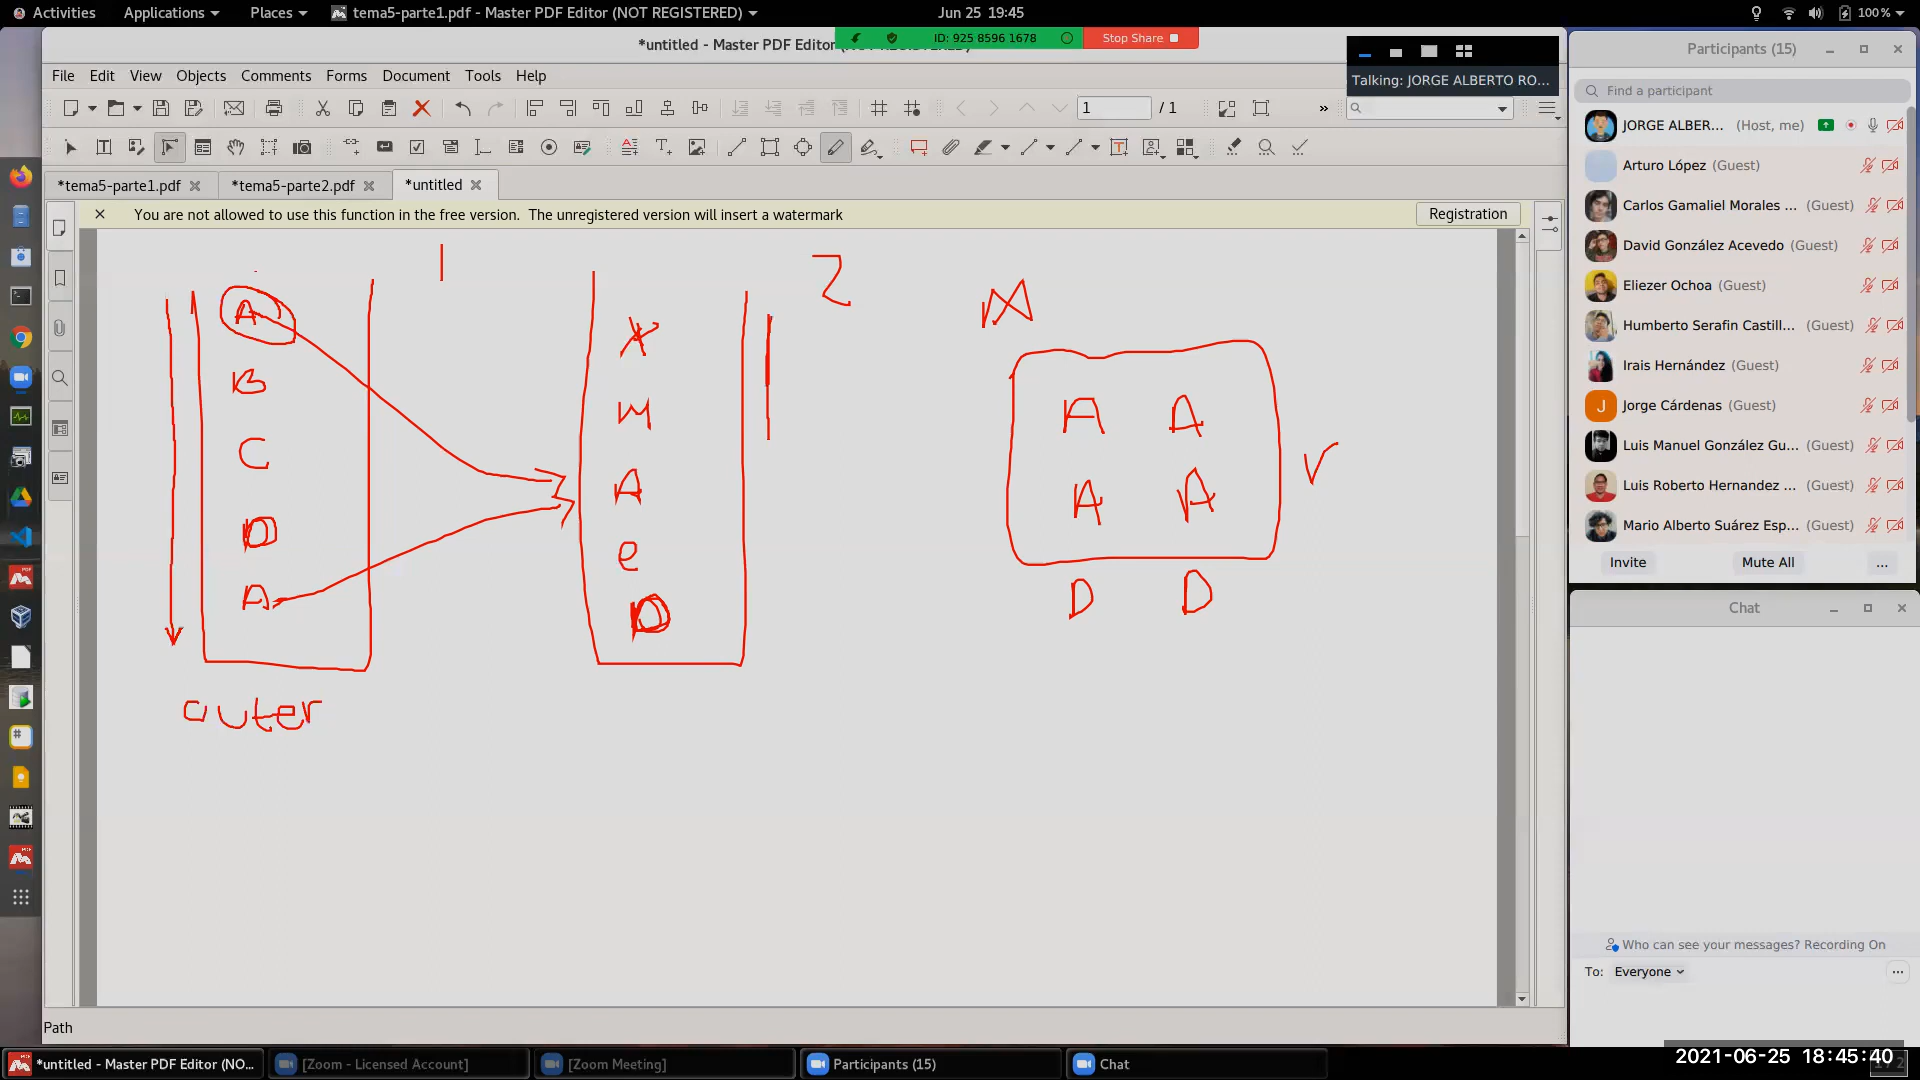 Activities Applications Places tema5-parte1.pdf - Master PDF Editor (NOT REGISTERED) Jun 25 19:45 100%
*untitled - Master PDF Editor
ID: 925 8596 1678 Stop Share
Talking: JORGE ALBERTO RO...
File Edit View Objects Comments Forms Document Tools Help
1 / 1
*tema5-parte1.pdf *tema5-parte2.pdf *untitled
You are not allowed to use this function in the free version. The unregistered version will insert a watermark Registration
1 2
A
B
C
D
A
outer
X
M
A
e
D
⋈
A A
A A
D D
Path
Participants (15)
Find a participant
JORGE ALBER... (Host, me)
Arturo López (Guest)
Carlos Gamaliel Morales ... (Guest)
David González Acevedo (Guest)
Eliezer Ochoa (Guest)
Humberto Serafin Castill... (Guest)
Irais Hernández (Guest)
J Jorge Cárdenas (Guest)
Luis Manuel González Gu... (Guest)
Luis Roberto Hernandez ... (Guest)
Mario Alberto Suárez Esp... (Guest)
Invite Mute All ...
Chat
Who can see your messages? Recording On
To: Everyone
*untitled - Master PDF Editor (NO... [Zoom - Licensed Account] [Zoom Meeting] Participants (15) Chat
2021-06-25 18:45:40